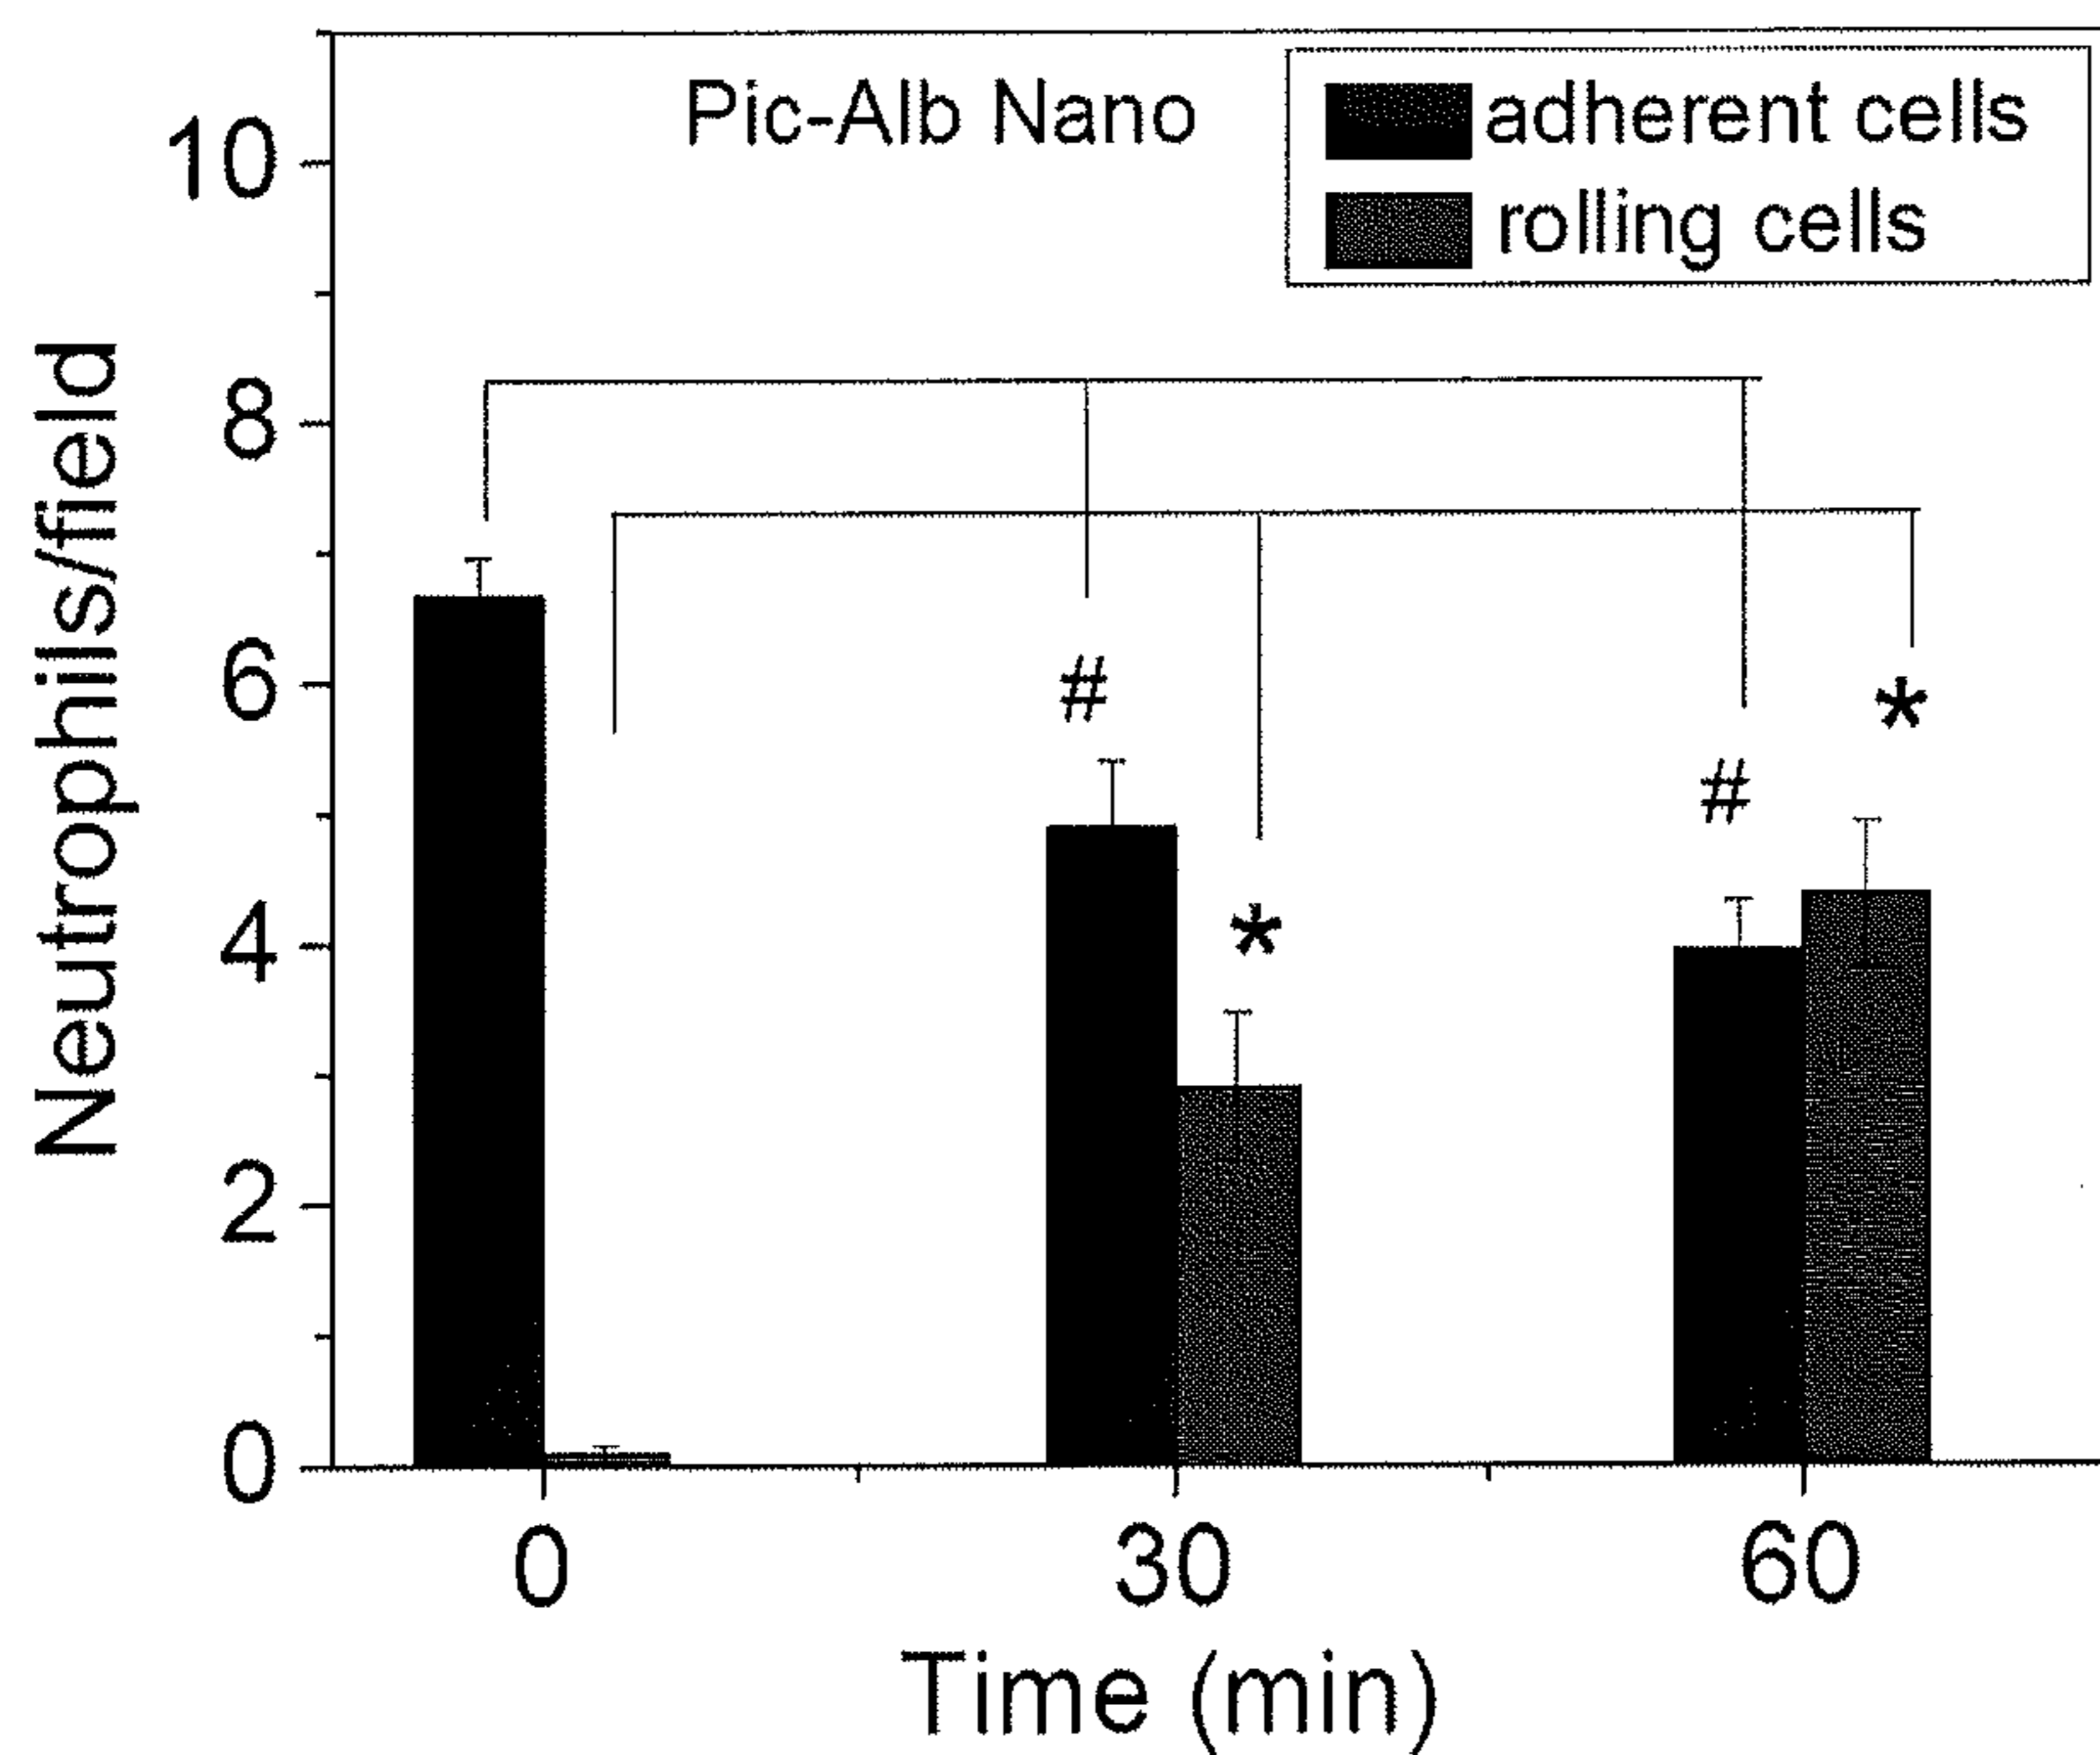 Pic-Alb Nano
adherent cells
rolling cells
Neutrophils/field
10
8
6
4
2
0
#
*
#
*
0 30 60
Time (min)